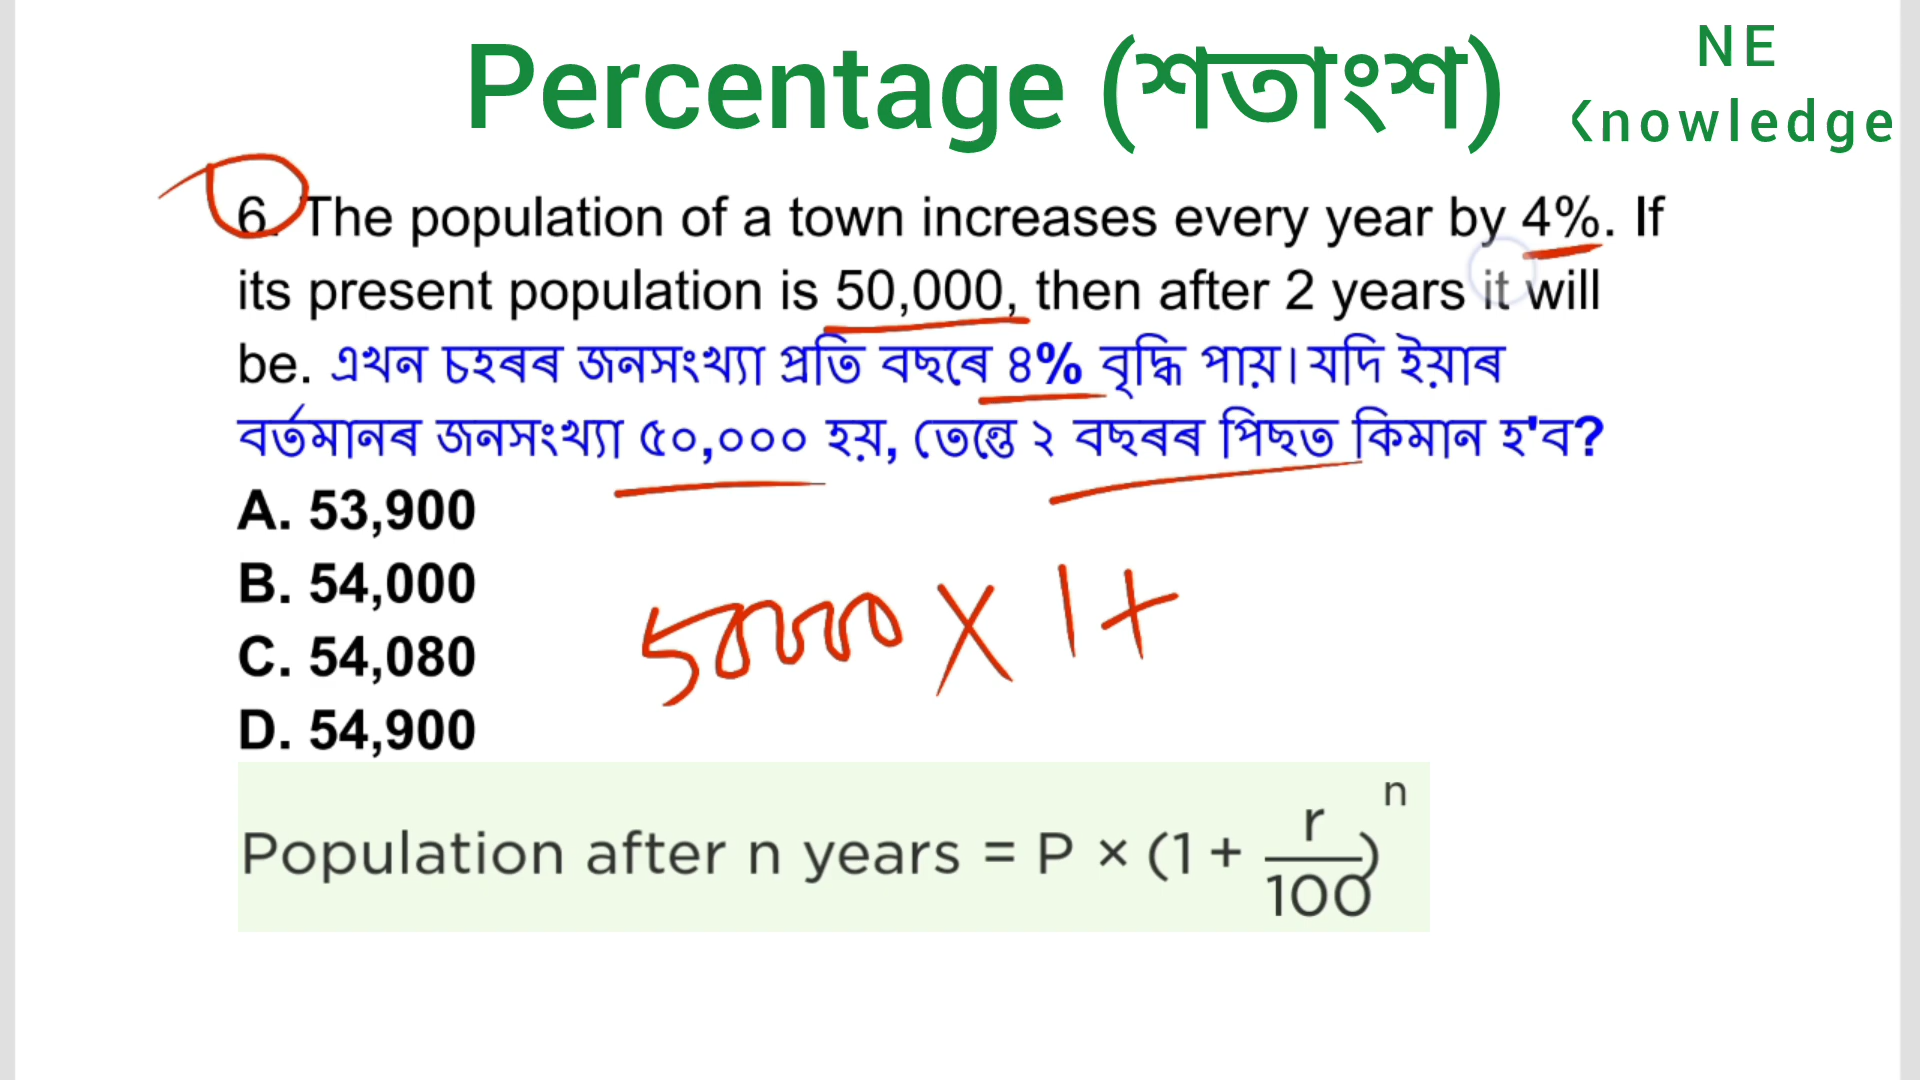 Percentage (শতাংশ)
NE
Knowledge
6. The population of a town increases every year by 4%. If
its present population is 50,000, then after 2 years it will
be. এখন চহৰৰ জনসংখ্যা প্ৰতি বছৰে ৪% বৃদ্ধি পায়। যদি ইয়াৰ
বৰ্তমানৰ জনসংখ্যা ৫০,০০০ হয়, তেন্তে ২ বছৰৰ পিছত কিমান হ'ব?
A. 53,900
B. 54,000
C. 54,080
D. 54,900
50000 X 1 +
Population after n years = P × (1 + r/100)^n